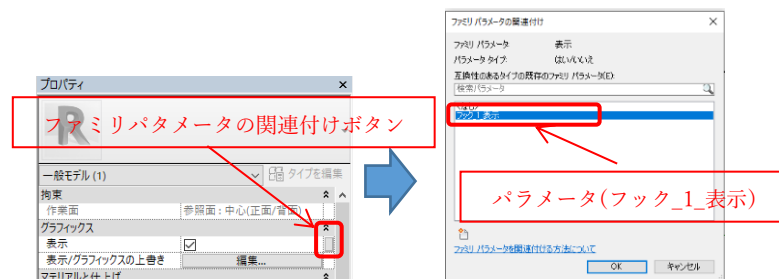 プロパティ
×
R
ファミリパタメータの関連付けボタン
一般モデル (1)
タイプを編集
拘束
作業面
参照面 : 中心(正面/背面)
グラフィックス
表示
表示/グラフィックスの上書き
編集...
マテリアルと仕上げ
ファミリ パラメータの関連付け
×
ファミリ パラメータ:
表示
パラメータ タイプ:
はい/いいえ
互換性のあるタイプの既存のファミリ パラメータ(E):
検索パラメータ
<なし>
フック_1_表示
パラメータ(フック_1_表示)
ファミリ パラメータを関連付ける方法について
OK
キャンセル